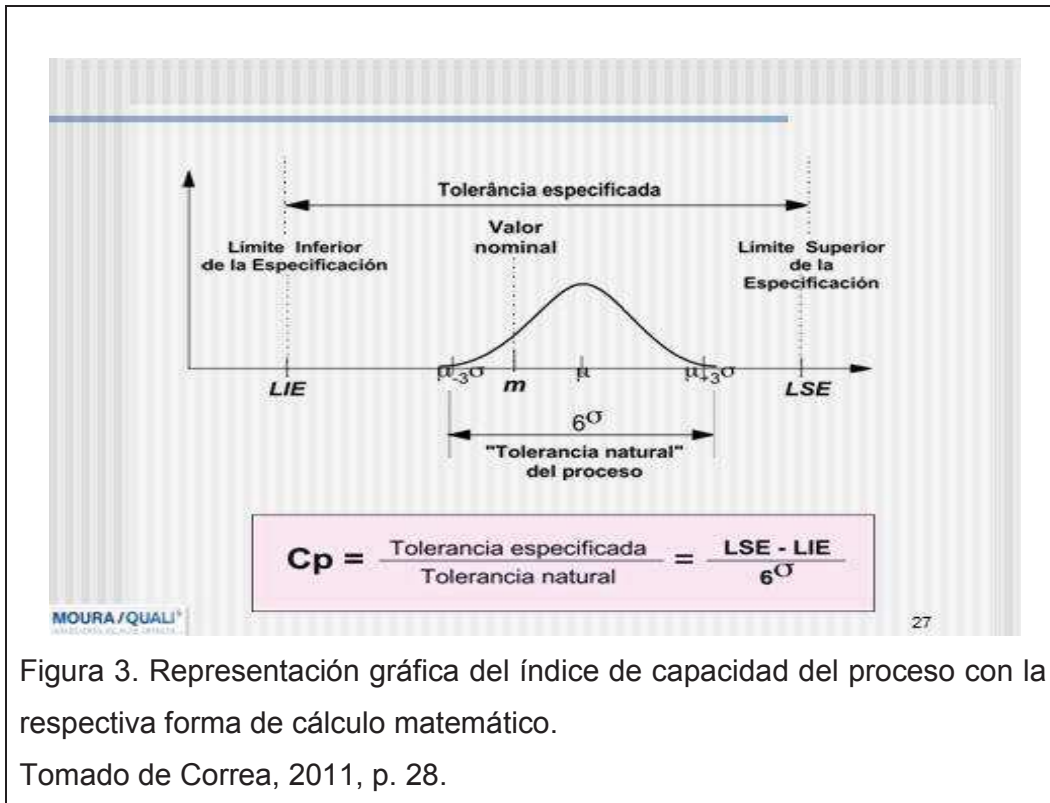 Tolerância especificada
Valor
nominal
Limite Inferior
de la Especificación
Limite Superior
de la
Especificación
μ-3σ
μ
μ+3σ
LIE
m
LSE
6σ
"Tolerancia natural"
del proceso
Cp = Tolerancia especificada / Tolerancia natural = LSE - LIE / 6σ
MOURA/QUALI
27
Figura 3. Representación gráfica del índice de capacidad del proceso con la
respectiva forma de cálculo matemático.
Tomado de Correa, 2011, p. 28.